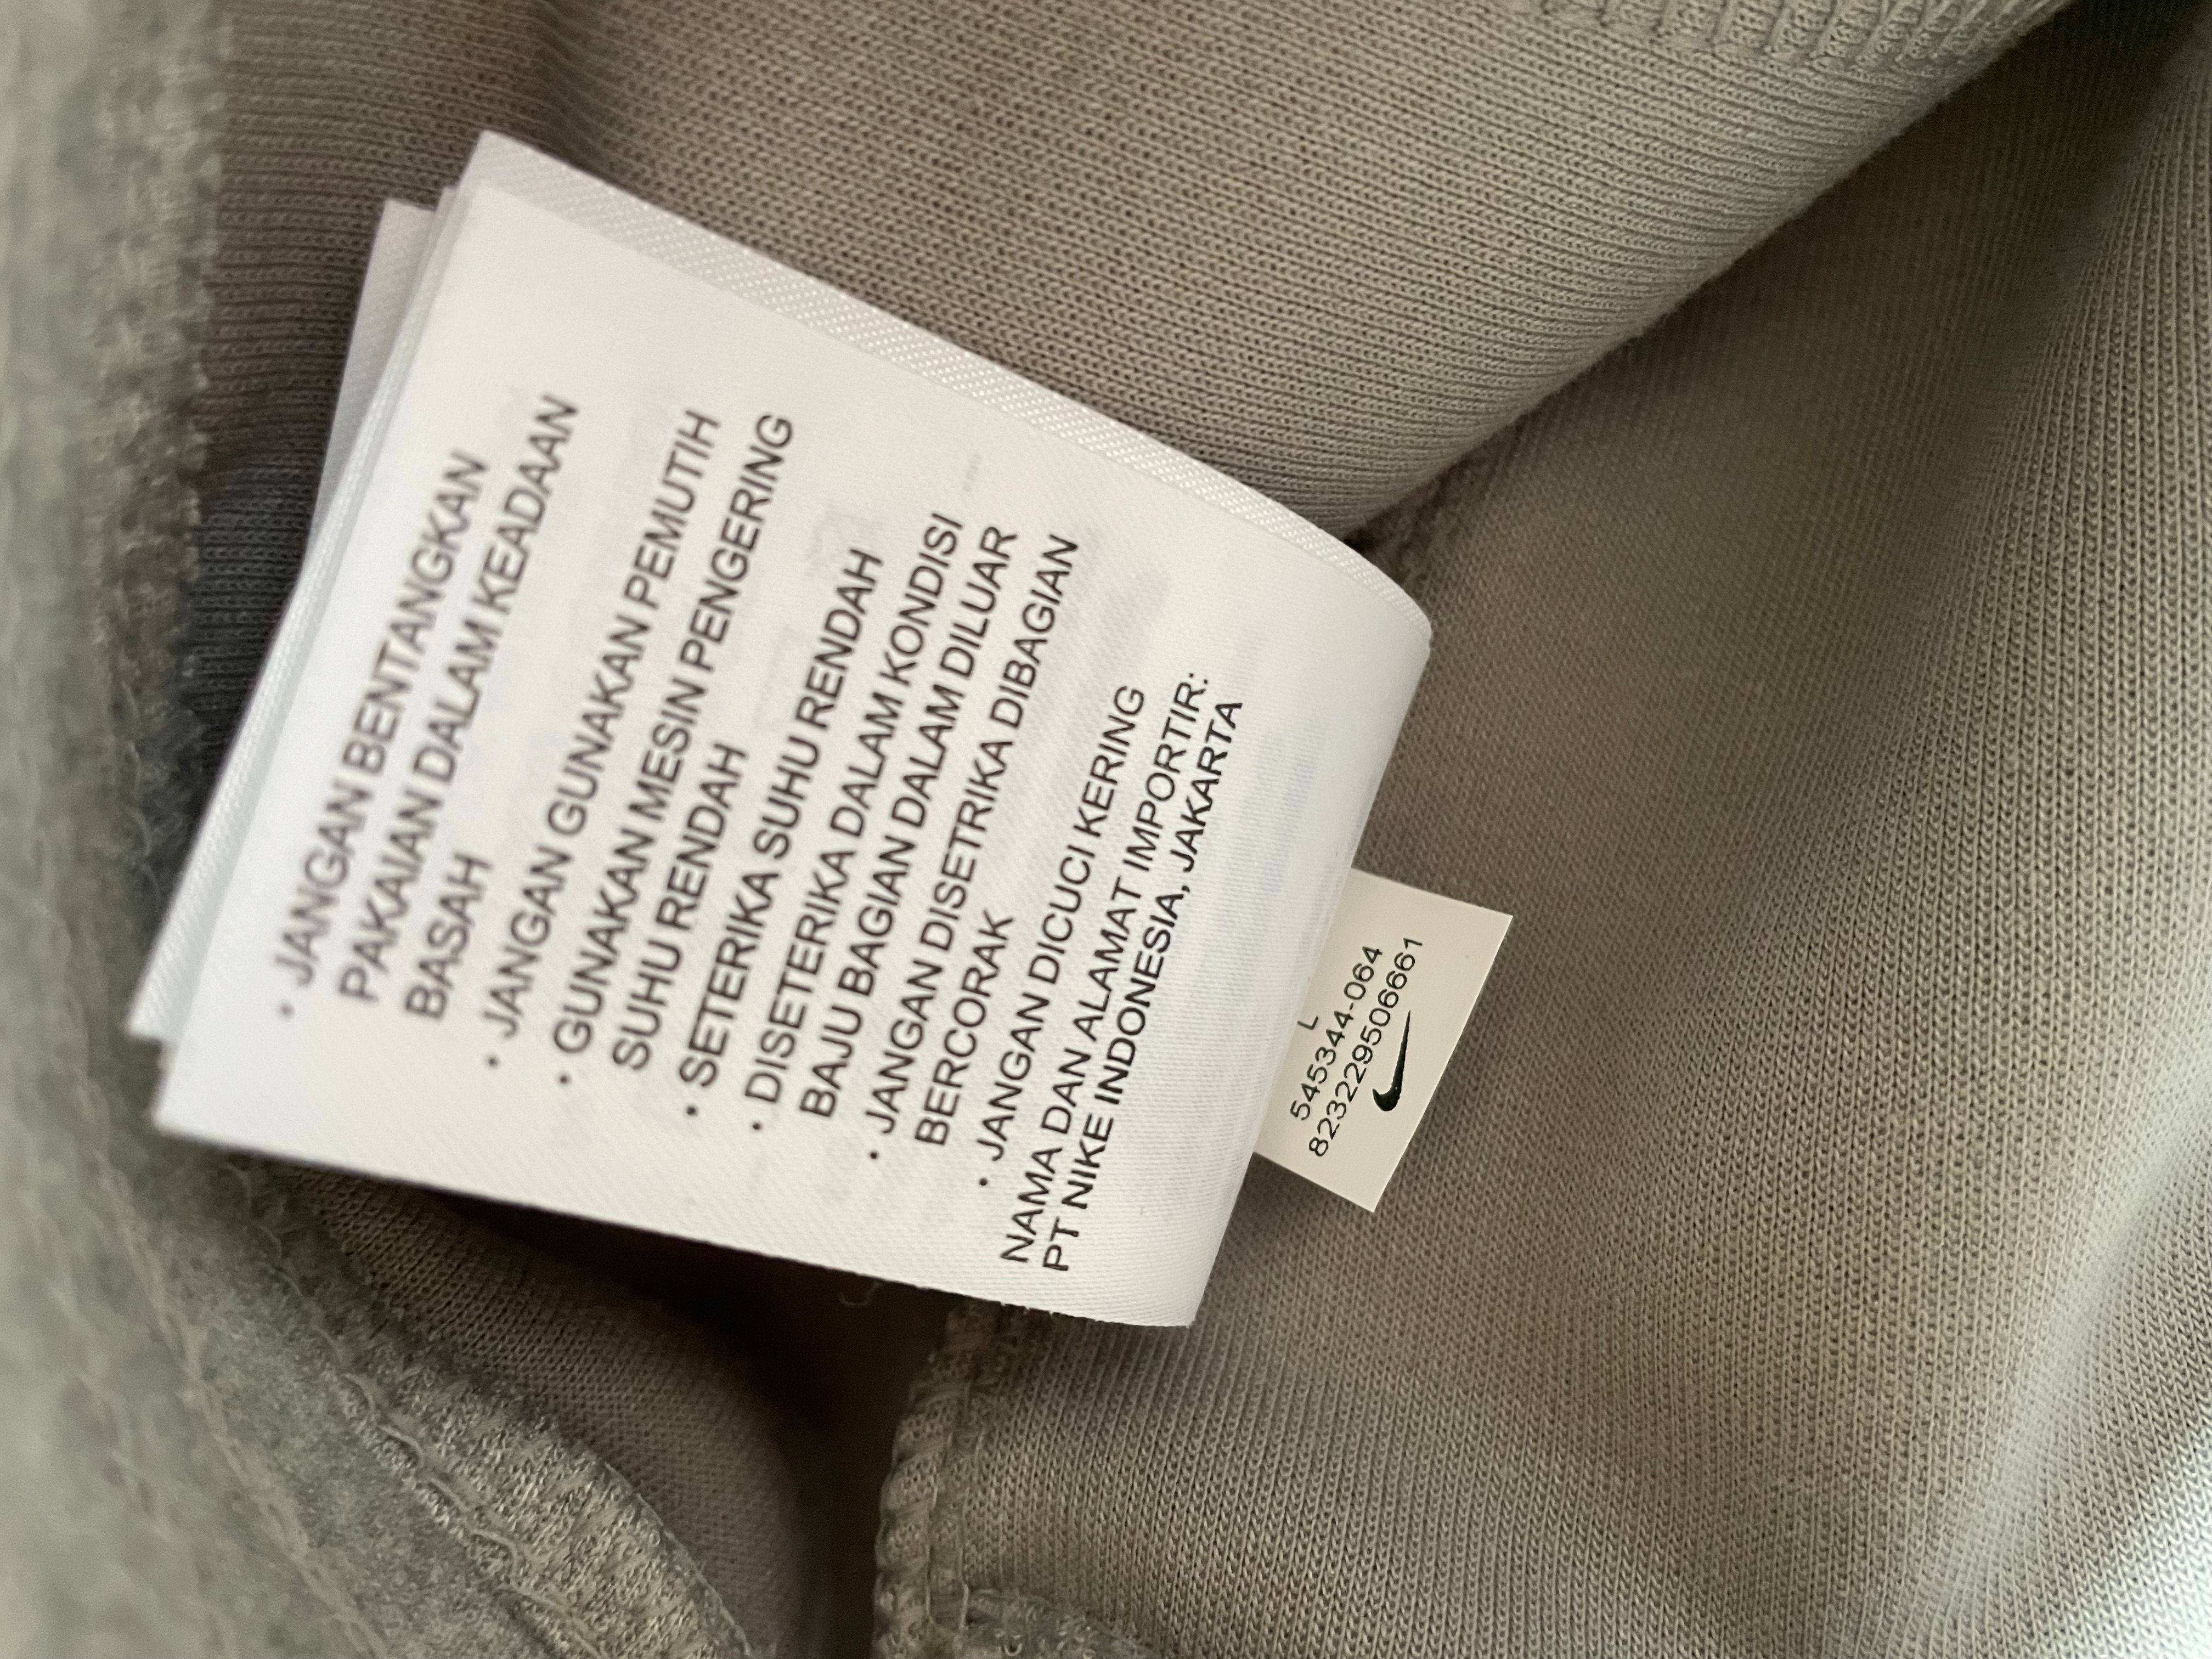 • JANGAN BENTANGKAN
PAKAIAN DALAM KEADAAN
BASAH
• JANGAN GUNAKAN PEMUTIH
• GUNAKAN MESIN PENGERING
SUHU RENDAH
• SETERIKA SUHU RENDAH
• DISETERIKA DALAM KONDISI
BAJU BAGIAN DALAM DILUAR
• JANGAN DISETRIKA DIBAGIAN
BERCORAK
• JANGAN DICUCI KERING
NAMA DAN ALAMAT IMPORTIR:
PT NIKE INDONESIA, JAKARTA
L
545344-064
823229506661